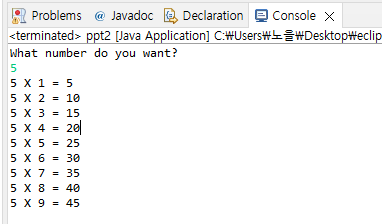 Problems @ Javadoc Declaration Console
<terminated> ppt2 [Java Application] C:₩Users₩노을₩Desktop₩eclip
What number do you want?
5
5 X 1 = 5
5 X 2 = 10
5 X 3 = 15
5 X 4 = 20
5 X 5 = 25
5 X 6 = 30
5 X 7 = 35
5 X 8 = 40
5 X 9 = 45